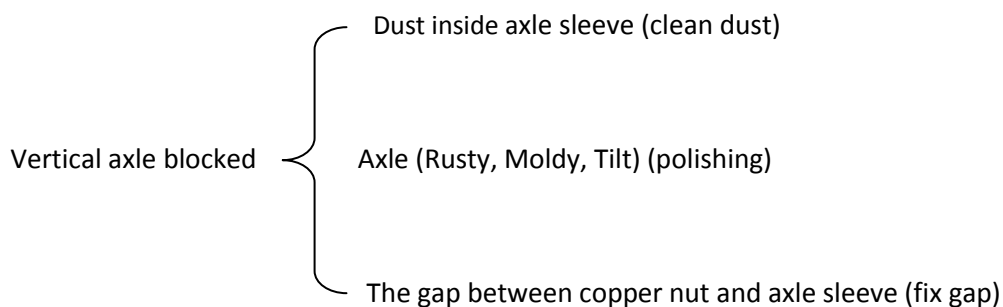 Dust inside axle sleeve (clean dust)
Vertical axle blocked
Axle (Rusty, Moldy, Tilt) (polishing)
The gap between copper nut and axle sleeve (fix gap)